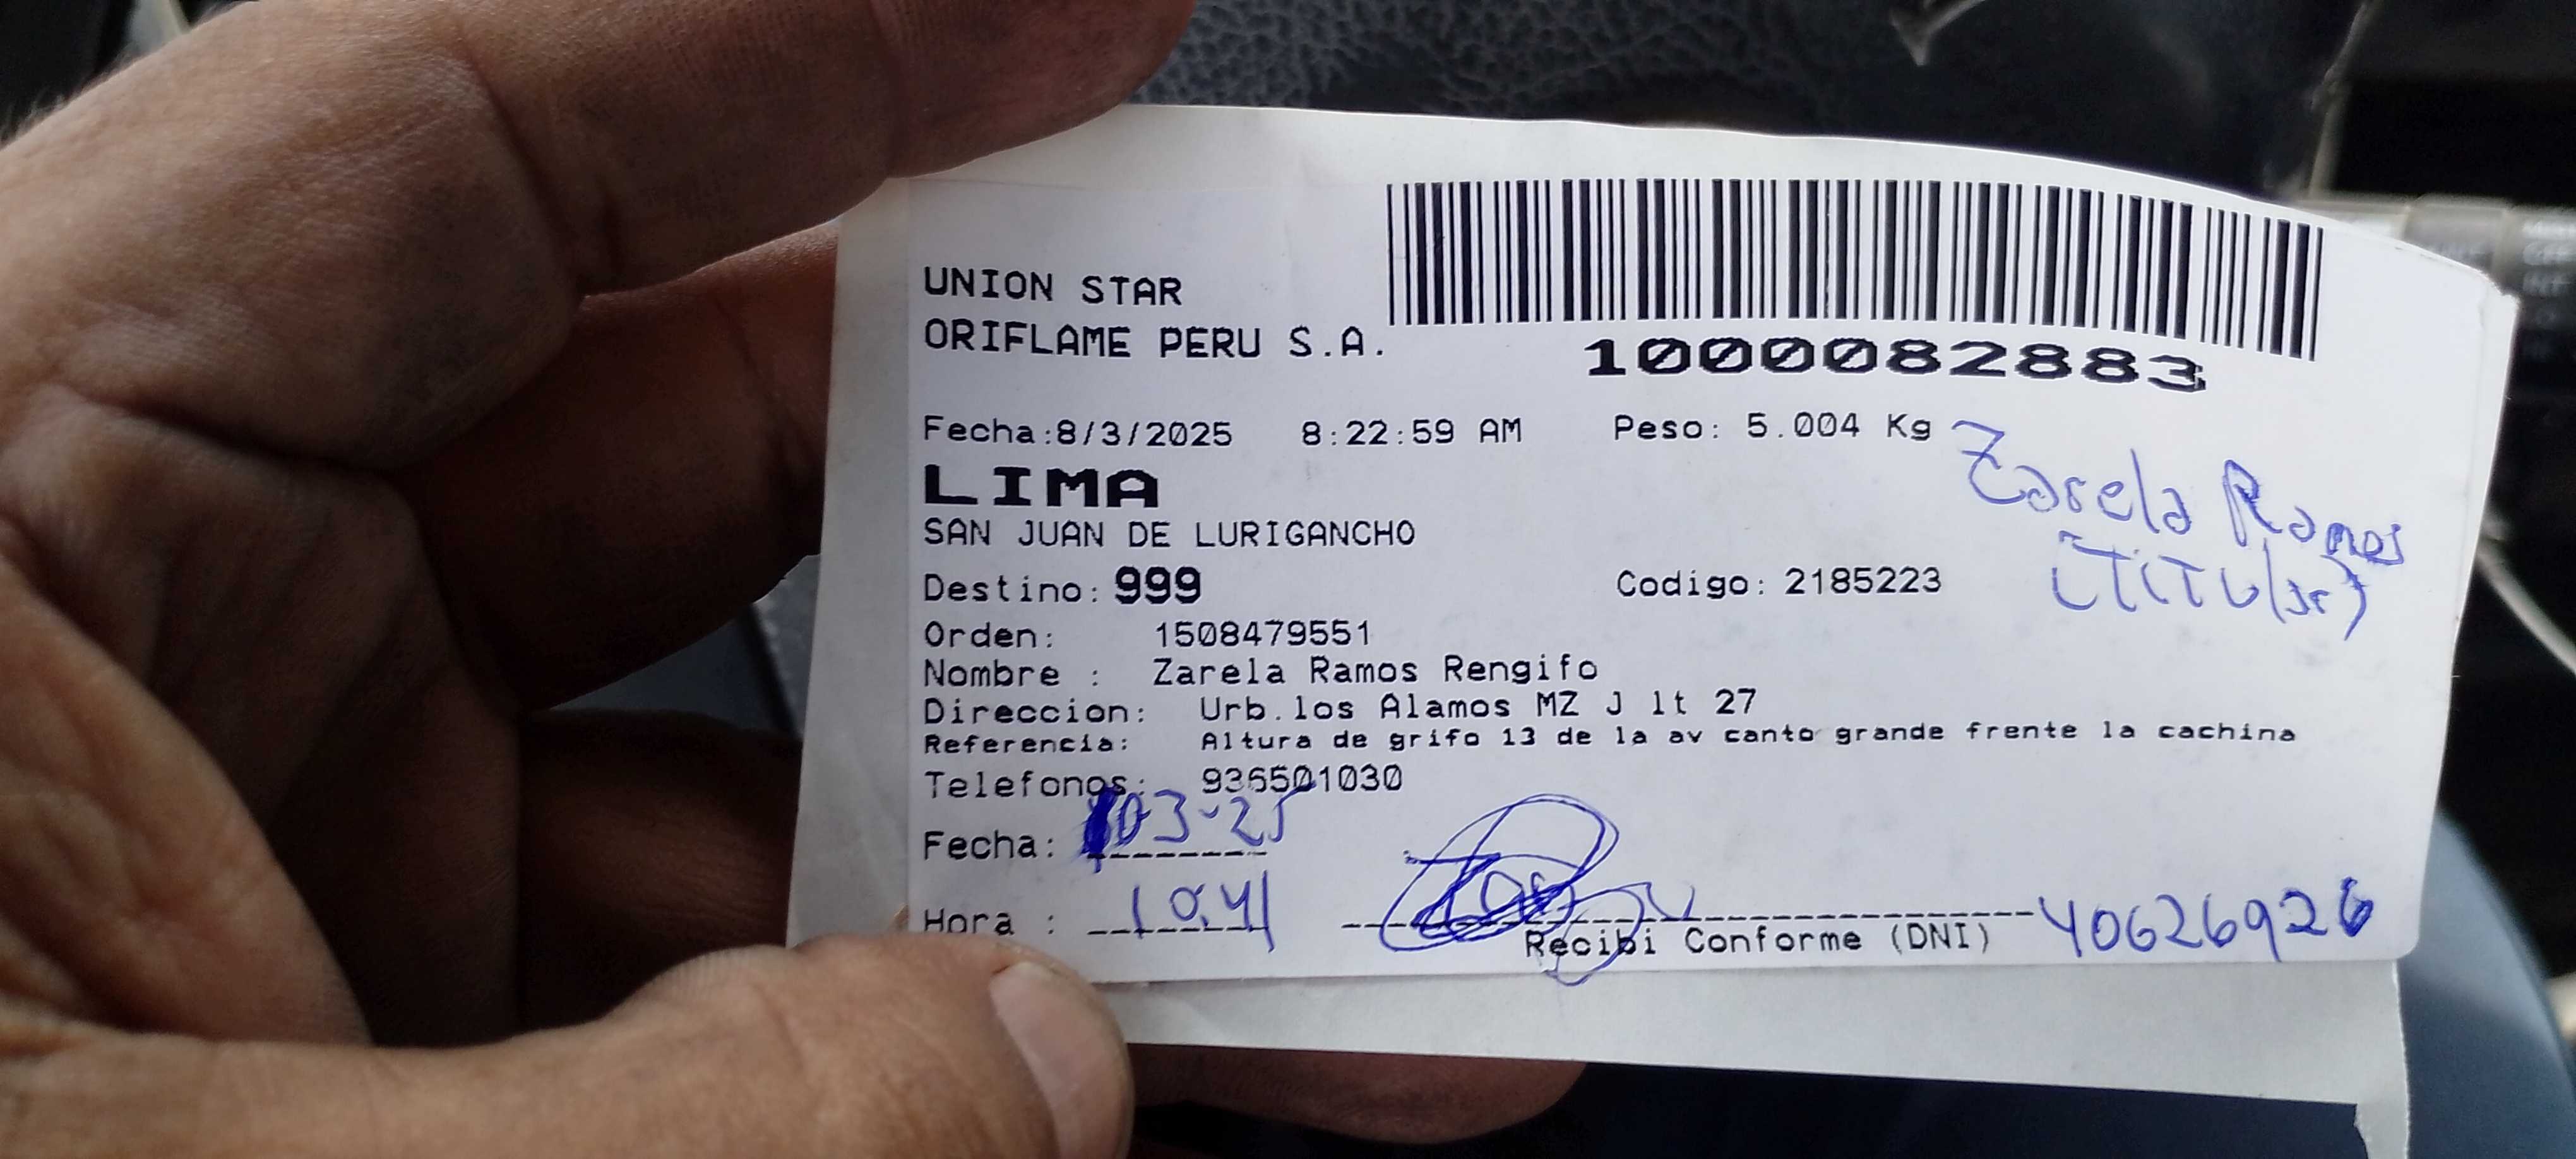 UNION STAR
ORIFLAME PERU S.A.
1000082883
Fecha:8/3/2025 8:22:59 AM Peso: 5.004 Kg
Zarela Ramos
(TITUlar)
LIMA
SAN JUAN DE LURIGANCHO
Destino: 999 Codigo: 2185223
Orden: 1508479551
Nombre : Zarela Ramos Rengifo
Direccion: Urb.los Alamos MZ J lt 27
Referencia: Altura de grifo 13 de la av canto grande frente la cachina
Telefonos: 936501030
Fecha: 03-25
Hora : 10.41
Recibi Conforme (DNI) 40626926